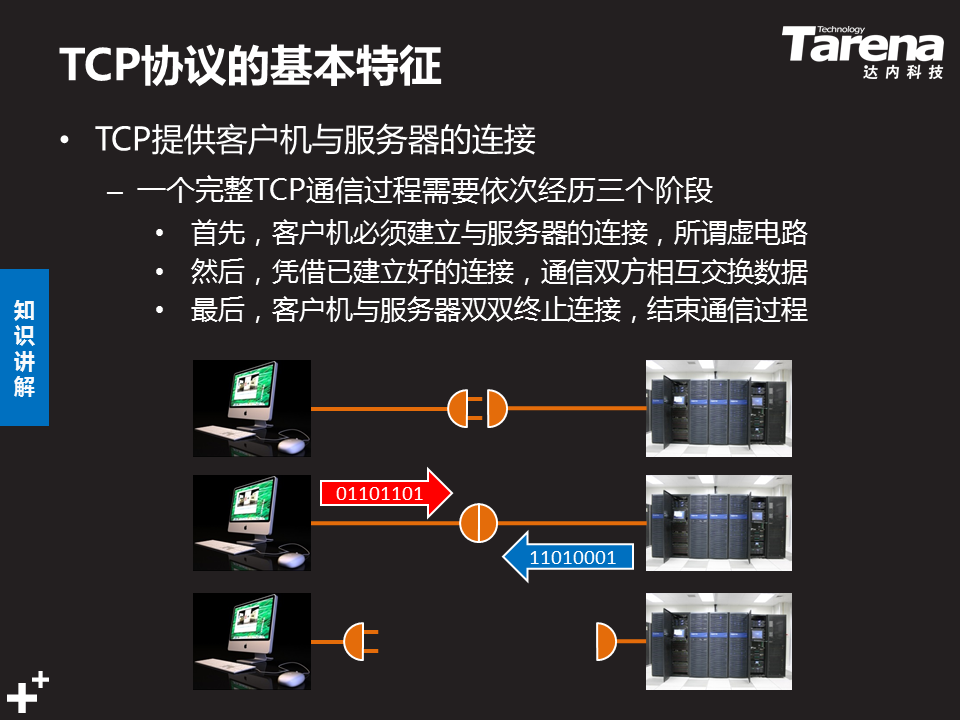 TCP协议的基本特征
Technology
Tarena
达内科技
• TCP提供客户机与服务器的连接
– 一个完整TCP通信过程需要依次经历三个阶段
• 首先，客户机必须建立与服务器的连接，所谓虚电路
• 然后，凭借已建立好的连接，通信双方相互交换数据
• 最后，客户机与服务器双双终止连接，结束通信过程
知识讲解
01101101
11010001